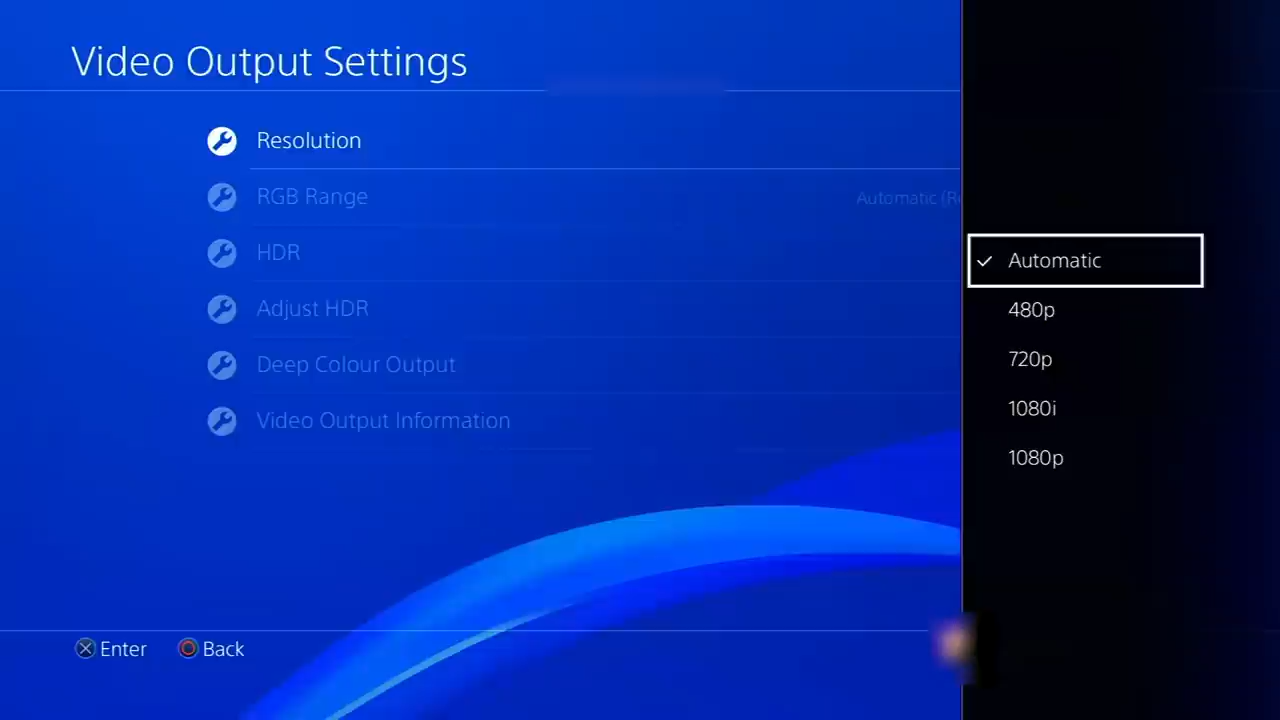 Video Output Settings
Resolution
RGB Range
Automatic
HDR
Adjust HDR
Deep Colour Output
Video Output Information
Automatic
480p
720p
1080i
1080p
Enter
Back